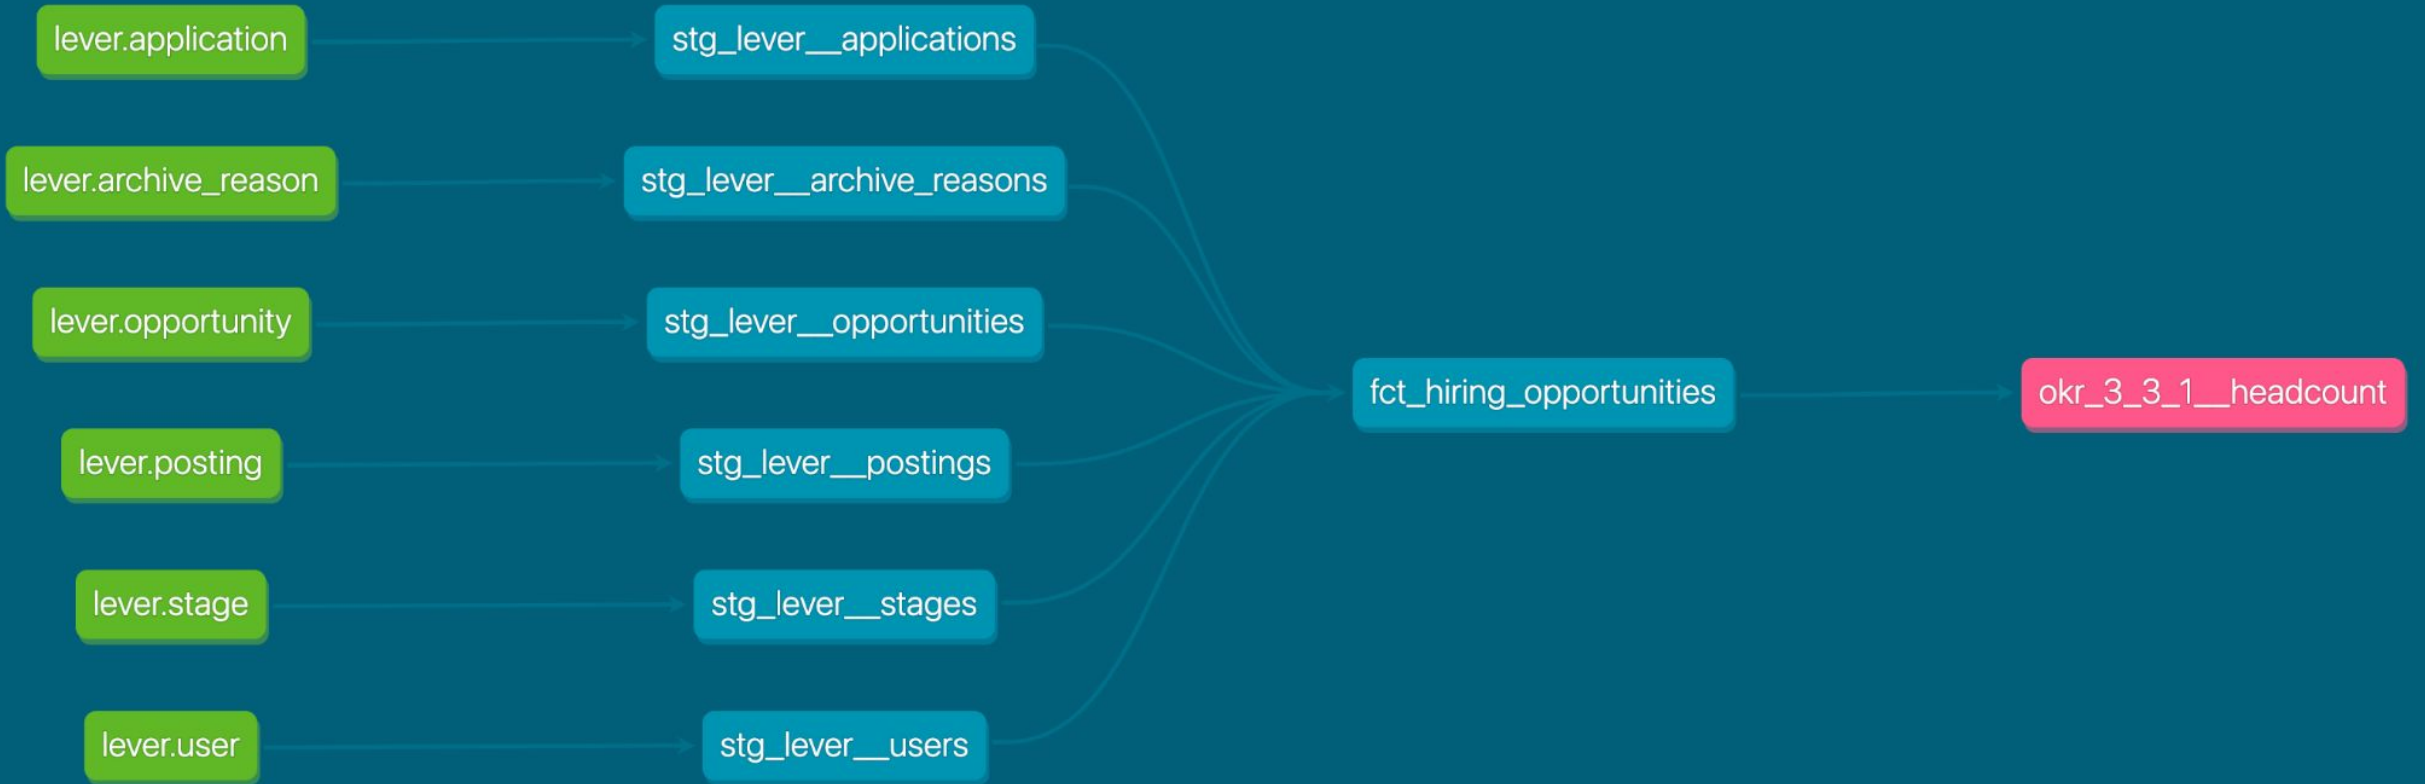 lever.application
stg_lever__applications
lever.archive_reason
stg_lever__archive_reasons
lever.opportunity
stg_lever__opportunities
fct_hiring_opportunities
okr_3_3_1__headcount
lever.posting
stg_lever__postings
lever.stage
stg_lever__stages
lever.user
stg_lever__users